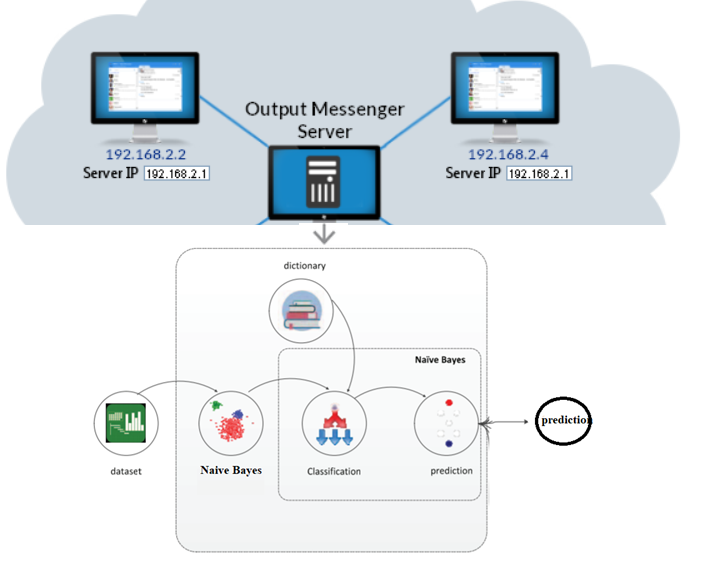 Output Messenger
Server
192.168.2.2
192.168.2.4
Server IP 192.168.2.1
Server IP 192.168.2.1
dictionary
Naïve Bayes
prediction
dataset
Naive Bayes
Classification
prediction